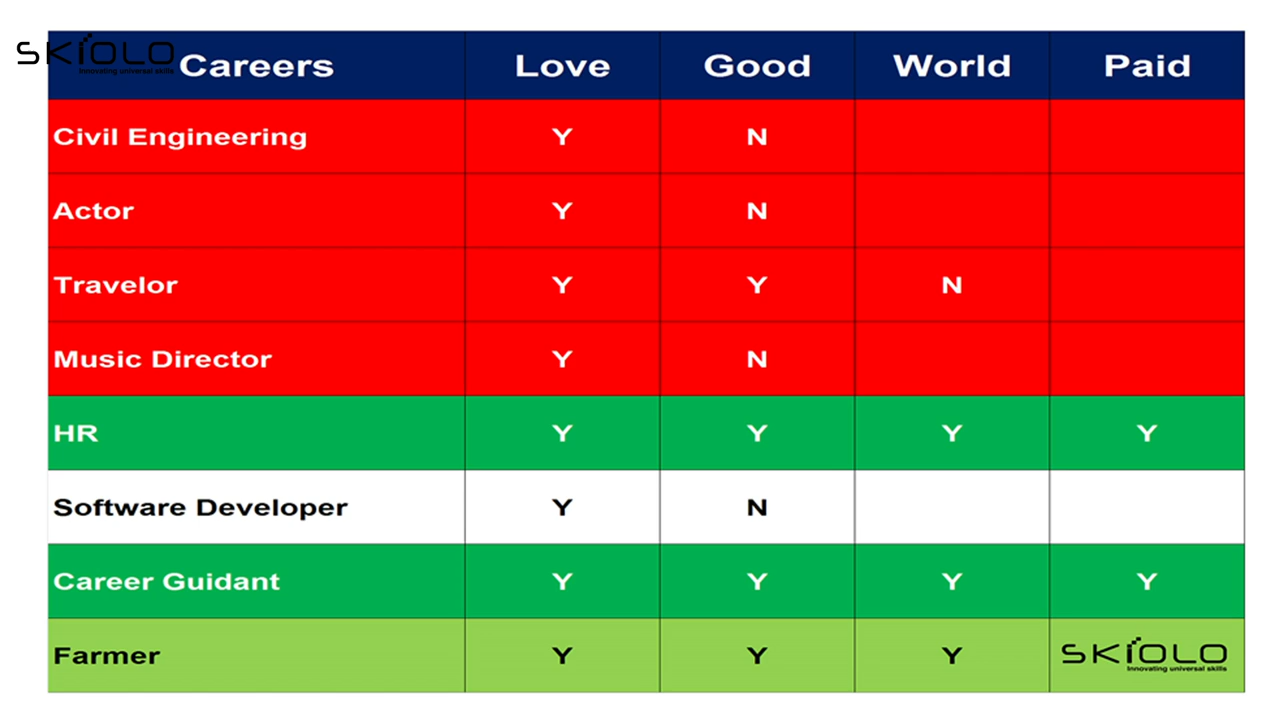 SKIOLO
Innovating universal skills
Careers Love Good World Paid
Civil Engineering Y N
Actor Y N
Travelor Y Y N
Music Director Y N
HR Y Y Y Y
Software Developer Y N
Career Guidant Y Y Y Y
Farmer Y Y Y SKIOLO
Innovating universal skills